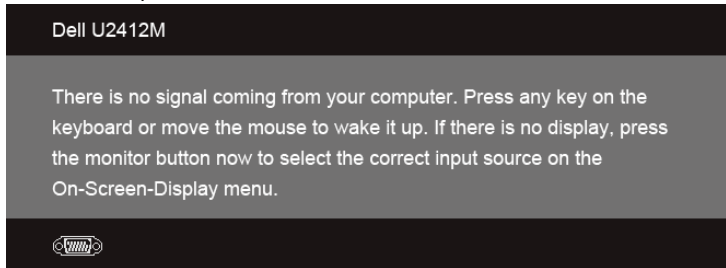 Dell U2412M
There is no signal coming from your computer. Press any key on the
keyboard or move the mouse to wake it up. If there is no display, press
the monitor button now to select the correct input source on the
On-Screen-Display menu.